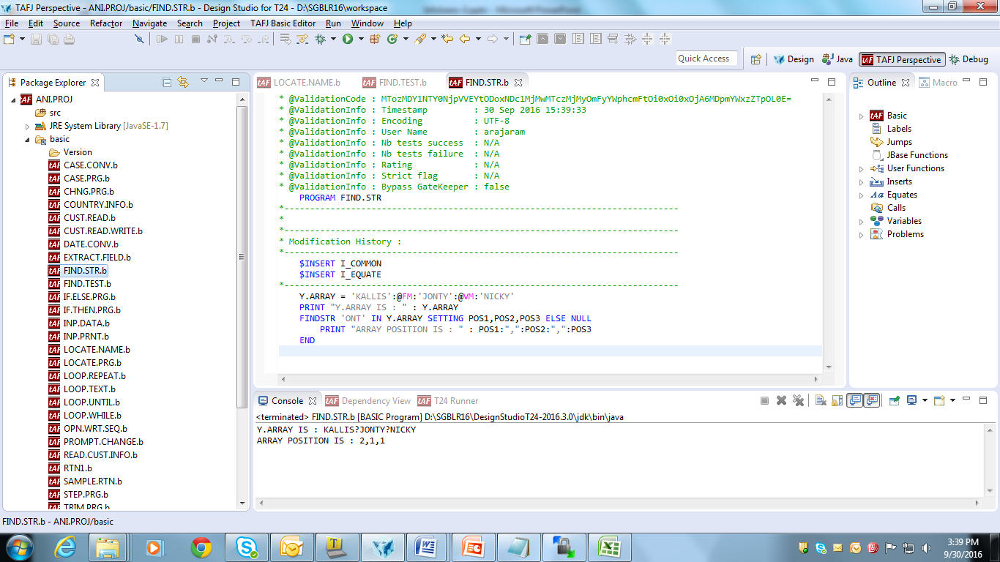 TAFJ Perspective - ANI.PROJ/basic/FIND.STR.b - Design Studio for T24 - D:\SGBLR16\workspace
File Edit Source Refactor Navigate Search Project TAFJ Basic Editor Run Window Help
Quick Access
Design Java TAFJ Perspective Debug
Package Explorer
ANI.PROJ
src
JRE System Library [JavaSE-1.7]
basic
Version
CASE.CONV.b
CASE.PRG.b
CHNG.PRG.b
COUNTRY.INFO.b
CUST.READ.b
CUST.READ.WRITE.b
DATE.CONV.b
EXTRACT.FIELD.b
FIND.STR.b
FIND.TEST.b
IF.ELSE.PRG.b
IF.THEN.PRG.b
INP.DATA.b
INP.PRNT.b
LOCATE.NAME.b
LOCATE.PRG.b
LOOP.REPEAT.b
LOOP.TEXT.b
LOOP.UNTIL.b
LOOP.WHILE.b
OPN.WRT.SEQ.b
PROMPT.CHANGE.b
READ.CUST.INFO.b
RTN1.b
SAMPLE.RTN.b
STEP.PRG.b
TRIM.PRG.b
LOCATE.NAME.b FIND.TEST.b FIND.STR.b
* @ValidationCode : MTozMDY1NTY0NjpVVEYtODoxNDc1MjMwMTczMjMyOmFyYWphcmFtOi0xOi0xOjA6MDpmYWxzZTpOL0E=
* @ValidationInfo : Timestamp : 30 Sep 2016 15:39:33
* @ValidationInfo : Encoding : UTF-8
* @ValidationInfo : User Name : arajaram
* @ValidationInfo : Nb tests success : N/A
* @ValidationInfo : Nb tests failure : N/A
* @ValidationInfo : Rating : N/A
* @ValidationInfo : Strict flag : N/A
* @ValidationInfo : Bypass GateKeeper : false
PROGRAM FIND.STR
*-----------------------------------------------------------------------------
*
*-----------------------------------------------------------------------------
* Modification History :
*-----------------------------------------------------------------------------
$INSERT I_COMMON
$INSERT I_EQUATE
*-----------------------------------------------------------------------------
Y.ARRAY = 'KALLIS':@FM:'JONTY':@VM:'NICKY'
PRINT "Y.ARRAY IS : " : Y.ARRAY
FINDSTR 'ONT' IN Y.ARRAY SETTING POS1,POS2,POS3 ELSE NULL
PRINT "ARRAY POSITION IS : " : POS1:",":POS2:",":POS3
END
Outline Macro
Basic
Labels
Jumps
JBase Functions
User Functions
Inserts
Equates
Calls
Variables
Problems
Console Dependency View T24 Runner
<terminated> FIND.STR.b [BASIC Program] D:\SGBLR16\DesignStudioT24-2016.3.0\jdk\bin\java
Y.ARRAY IS : KALLIS?JONTY?NICKY
ARRAY POSITION IS : 2,1,1
FIND.STR.b - ANI.PROJ/basic
3:39 PM
9/30/2016